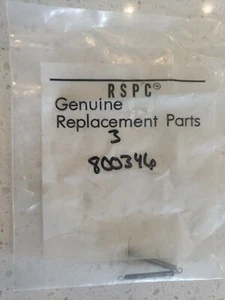 RSPC®
Genuine
Replacement Parts
3
800346